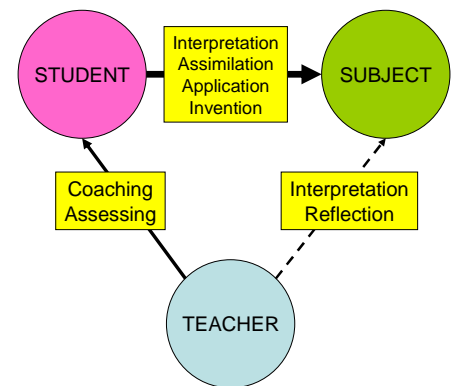 STUDENT
Interpretation
Assimilation
Application
Invention
SUBJECT
Coaching
Assessing
Interpretation
Reflection
TEACHER